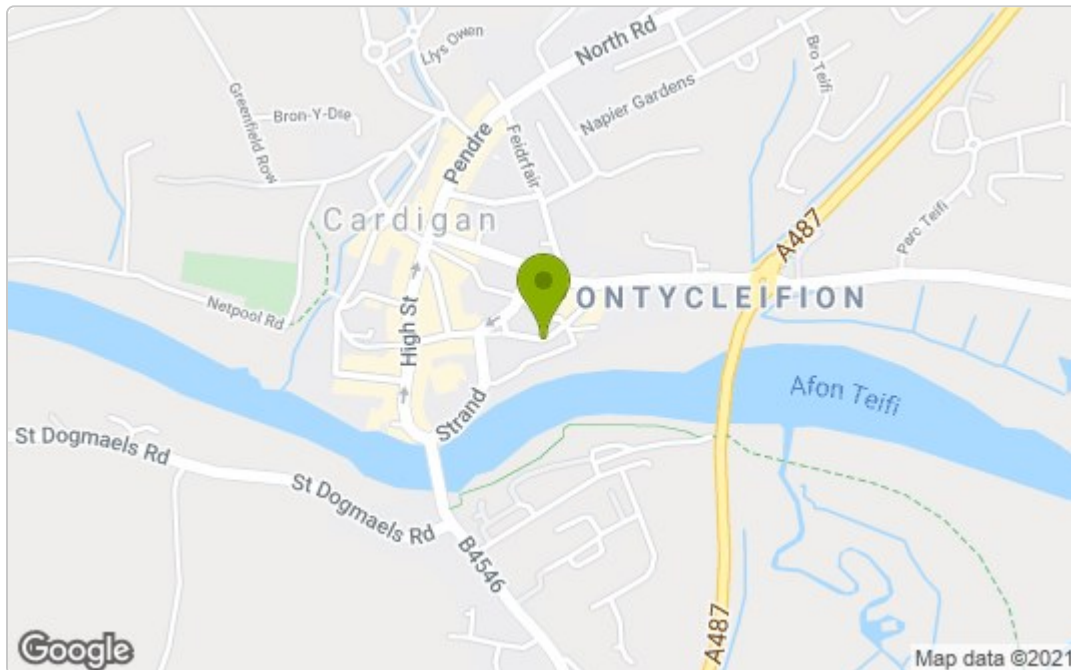 Llys Owen
North Rd
Bro Teifi
Greenfield Row
Bron-Y-Die
Napier Gardens
Pendre
Feidrfair
Cardigan
A487
Parc Teifi
ONTYCLEIFION
Netpool Rd
High St
Strand
Afon Teifi
St Dogmaels Rd
St Dogmaels Rd
B4546
A487
Google
Map data ©2021